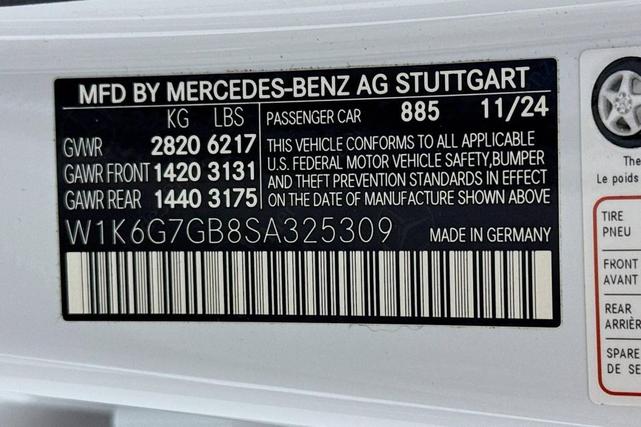 MFD BY MERCEDES-BENZ AG STUTTGART
KG LBS
GVWR 2820 6217
GAWR FRONT 1420 3131
GAWR REAR 1440 3175
PASSENGER CAR 885 11/24
THIS VEHICLE CONFORMS TO ALL APPLICABLE
U.S. FEDERAL MOTOR VEHICLE SAFETY,BUMPER
AND THEFT PREVENTION STANDARDS IN EFFECT
ON THE DATE OF MANUFACTURE SHOWN ABOVE
W1K6G7GB8SA325309 MADE IN GERMANY
The
Le poids
TIRE
PNEU
FRONT
AVANT
REAR
ARRIÈR
SPARE
DE SE